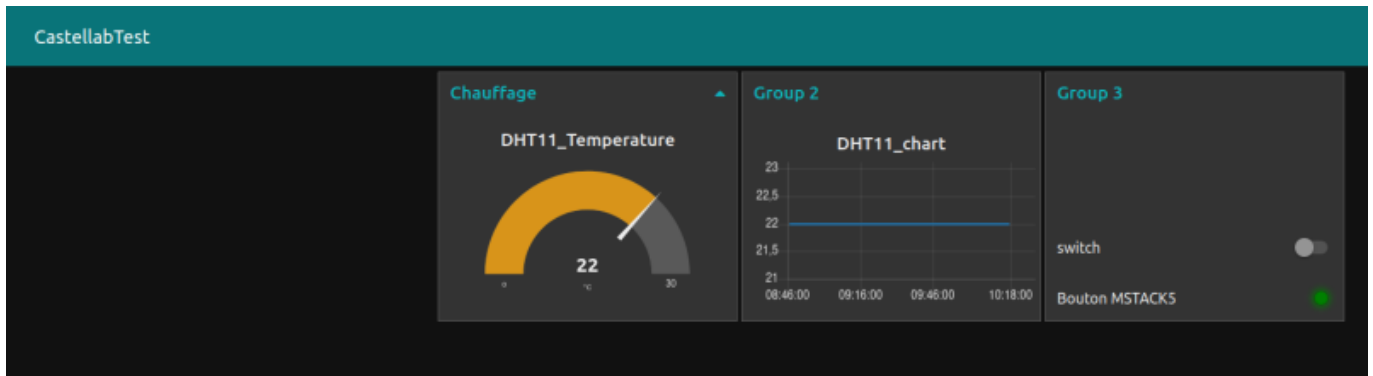 CastellabTest
Chauffage
DHT11_Temperature
22
0
°C
30
Group 2
DHT11_chart
23
22,5
22
21,5
21
08:46:00 09:16:00 09:46:00 10:18:00
Group 3
switch
Bouton MSTACK5